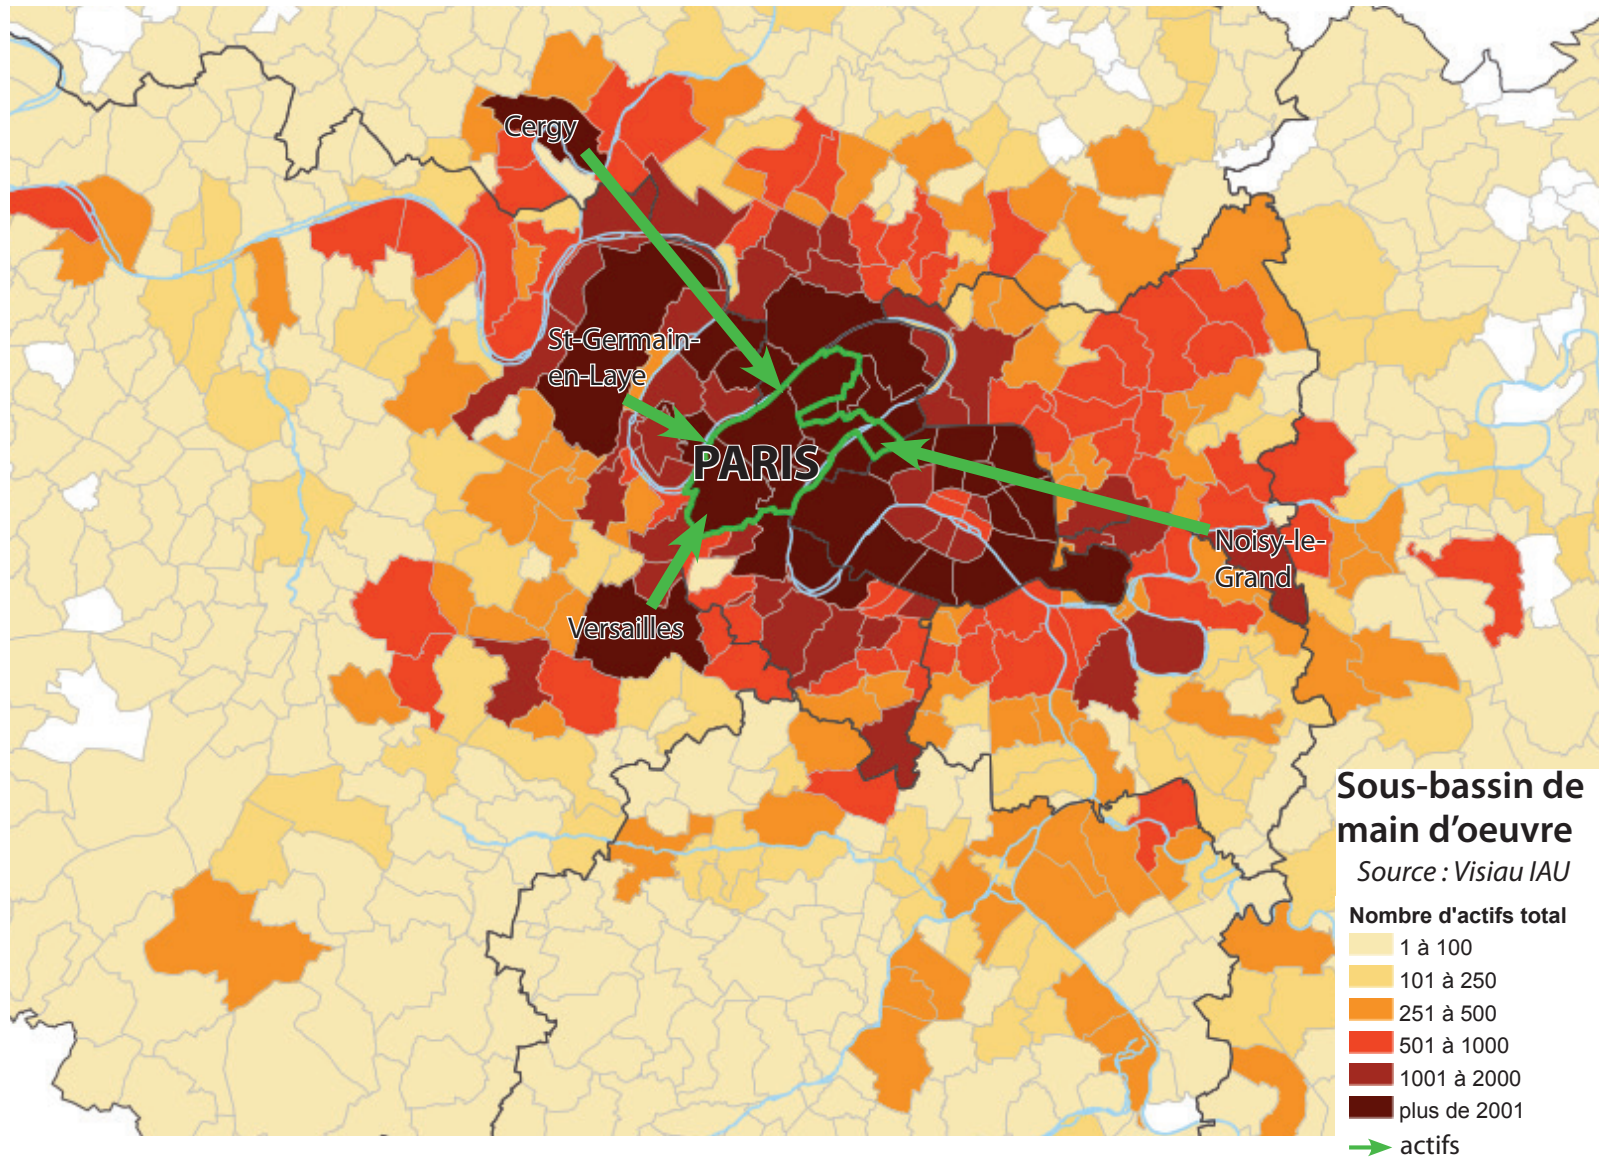 Cergy
St-Germain-
en-Laye
PARIS
Noisy-le-
Grand
Versailles
Sous-bassin de
main d'oeuvre
Source : Visiau IAU
Nombre d'actifs total
1 à 100
101 à 250
251 à 500
501 à 1000
1001 à 2000
plus de 2001
actifs